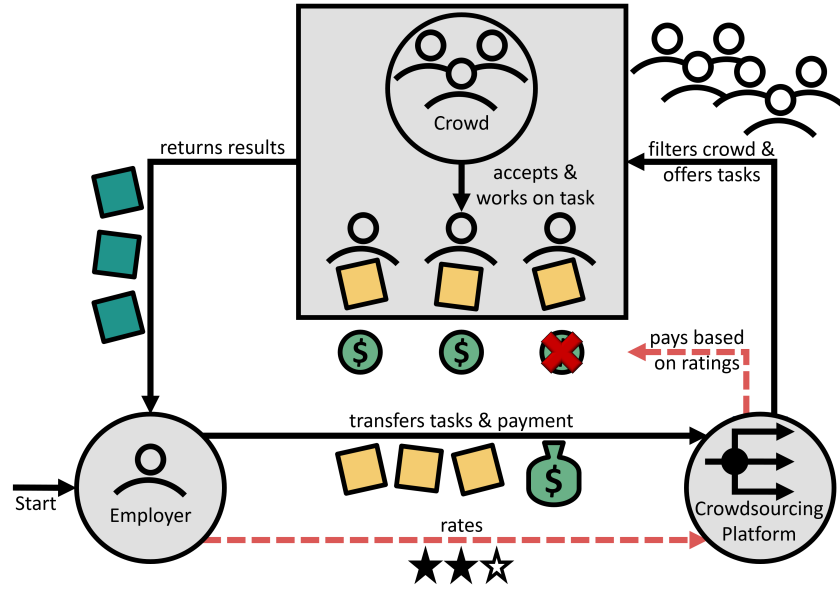 Crowd
returns results
filters crowd &
offers tasks
accepts &
works on task
$
$
pays based
on ratings
transfers tasks & payment
$
Start
Employer
Crowdsourcing
Platform
rates